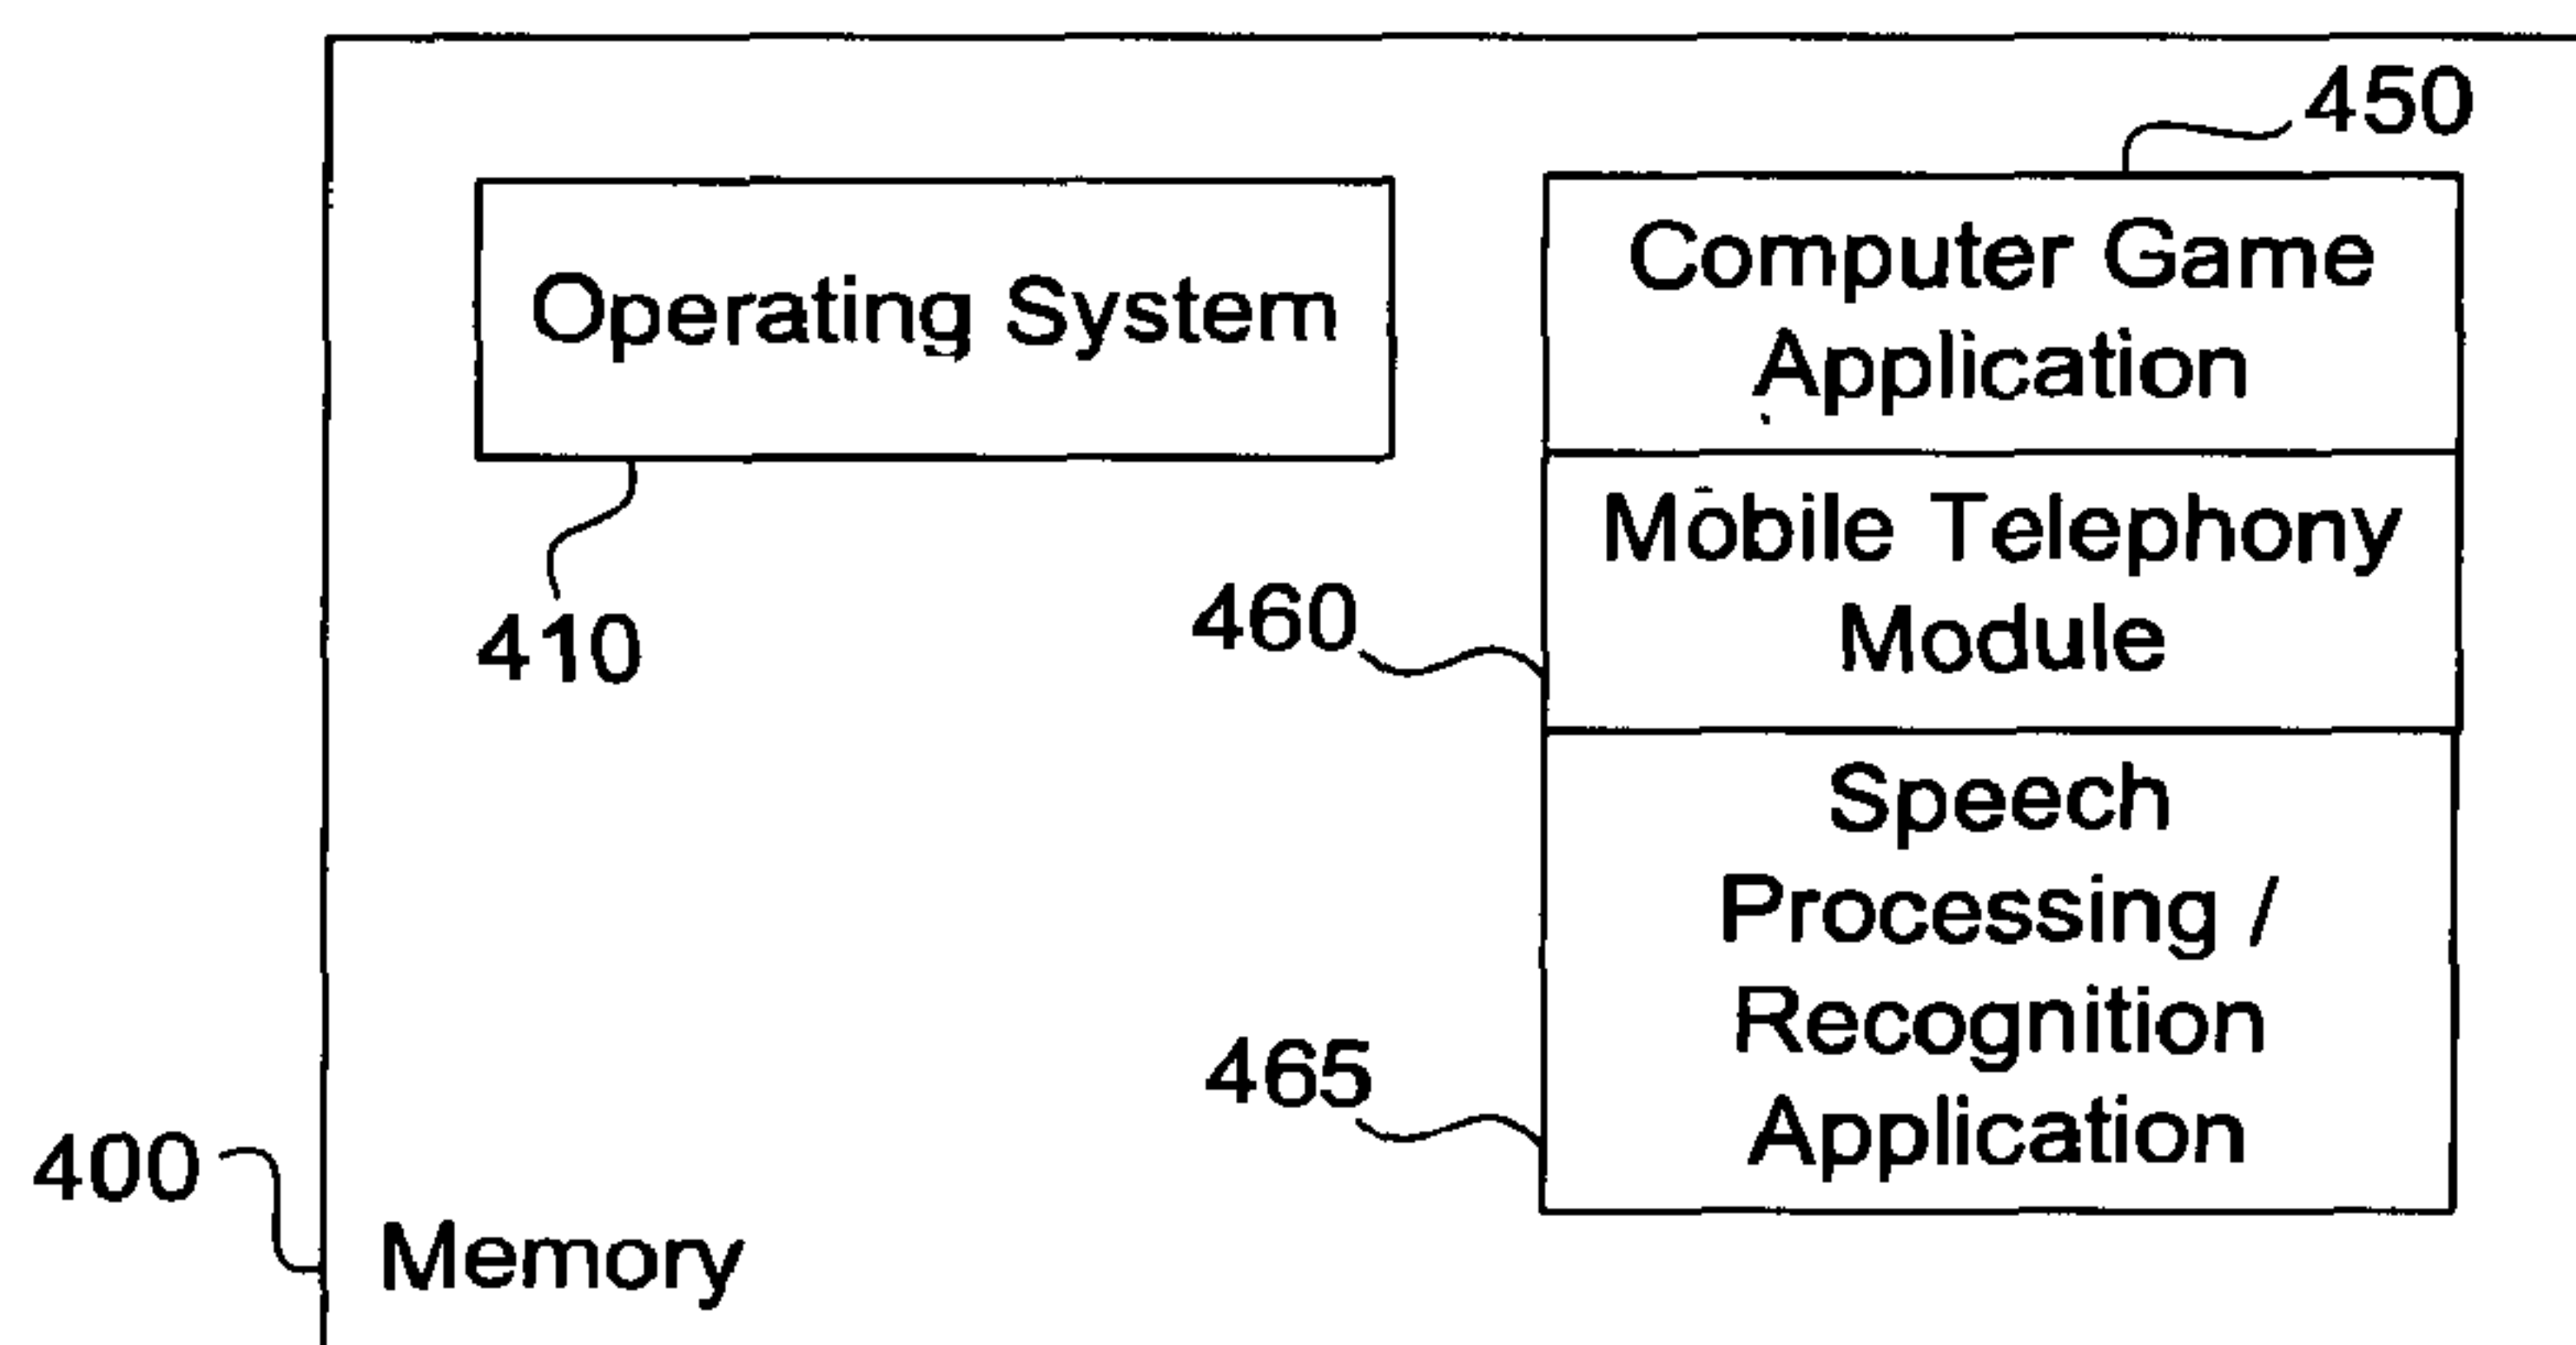 450
Operating System
Computer Game
Application
410
Mobile Telephony
Module
460
Speech
Processing /
Recognition
Application
465
400
Memory